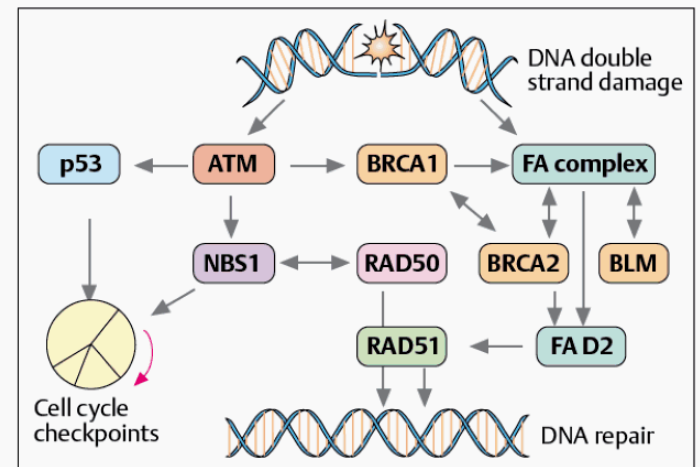 DNA double
strand damage
p53
ATM
BRCA1
FA complex
NBS1
RAD50
BRCA2
BLM
RAD51
FA D2
Cell cycle
checkpoints
DNA repair